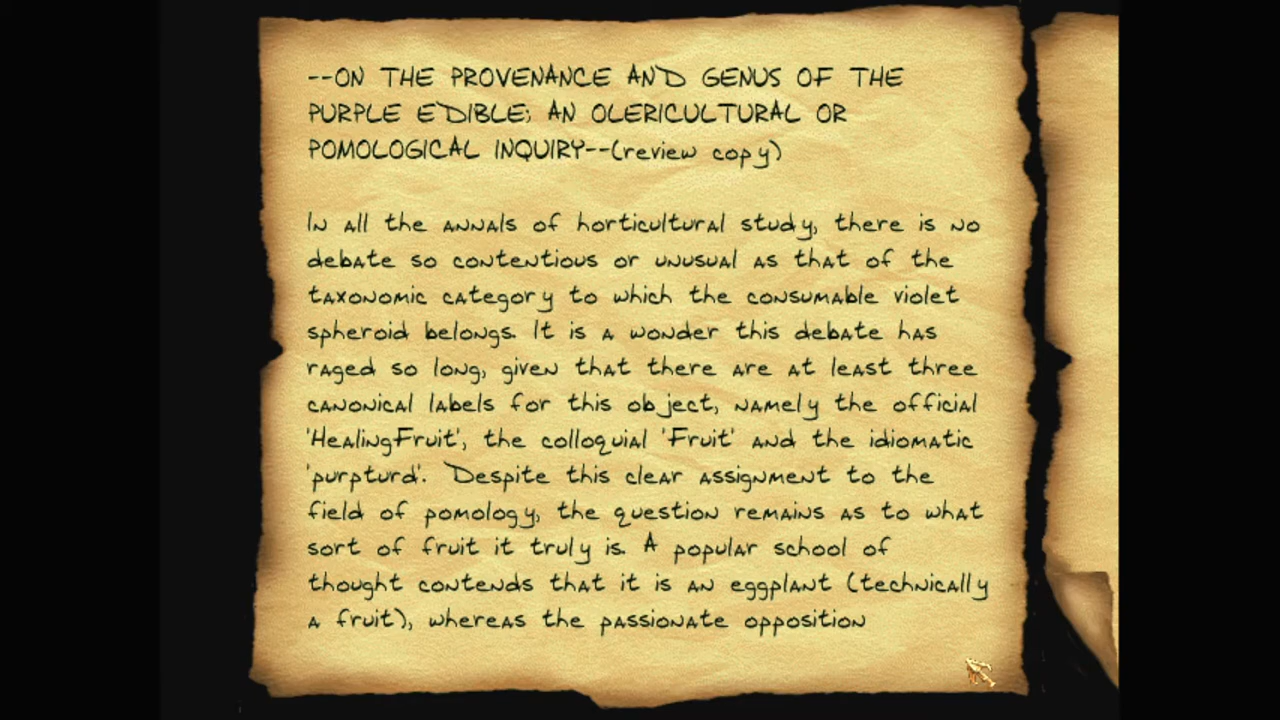 --ON THE PROVENANCE AND GENUS OF THE
PURPLE EDIBLE; AN OLERICULTURAL OR
POMOLOGICAL INQUIRY--(review copy)
In all the annals of horticultural study, there is no
debate so contentious or unusual as that of the
taxonomic category to which the consumable violet
spheroid belongs. It is a wonder this debate has
raged so long, given that there are at least three
canonical labels for this object, namely the official
'HealingFruit', the colloquial 'Fruit' and the idiomatic
'purpturd'. Despite this clear assignment to the
field of pomology, the question remains as to what
sort of fruit it truly is. A popular school of
thought contends that it is an eggplant (technically
a fruit), whereas the passionate opposition